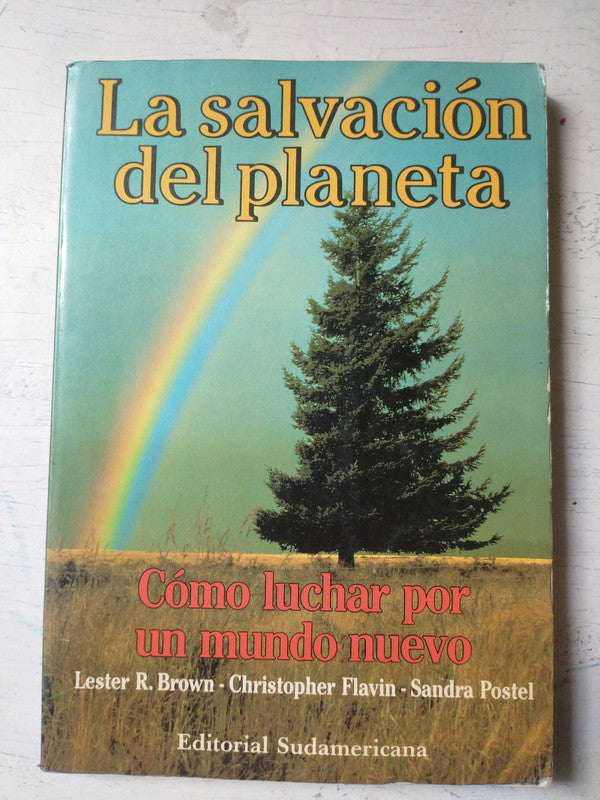 La salvación
del planeta
Cómo luchar por
un mundo nuevo
Lester R. Brown - Christopher Flavin - Sandra Postel
Editorial Sudamericana